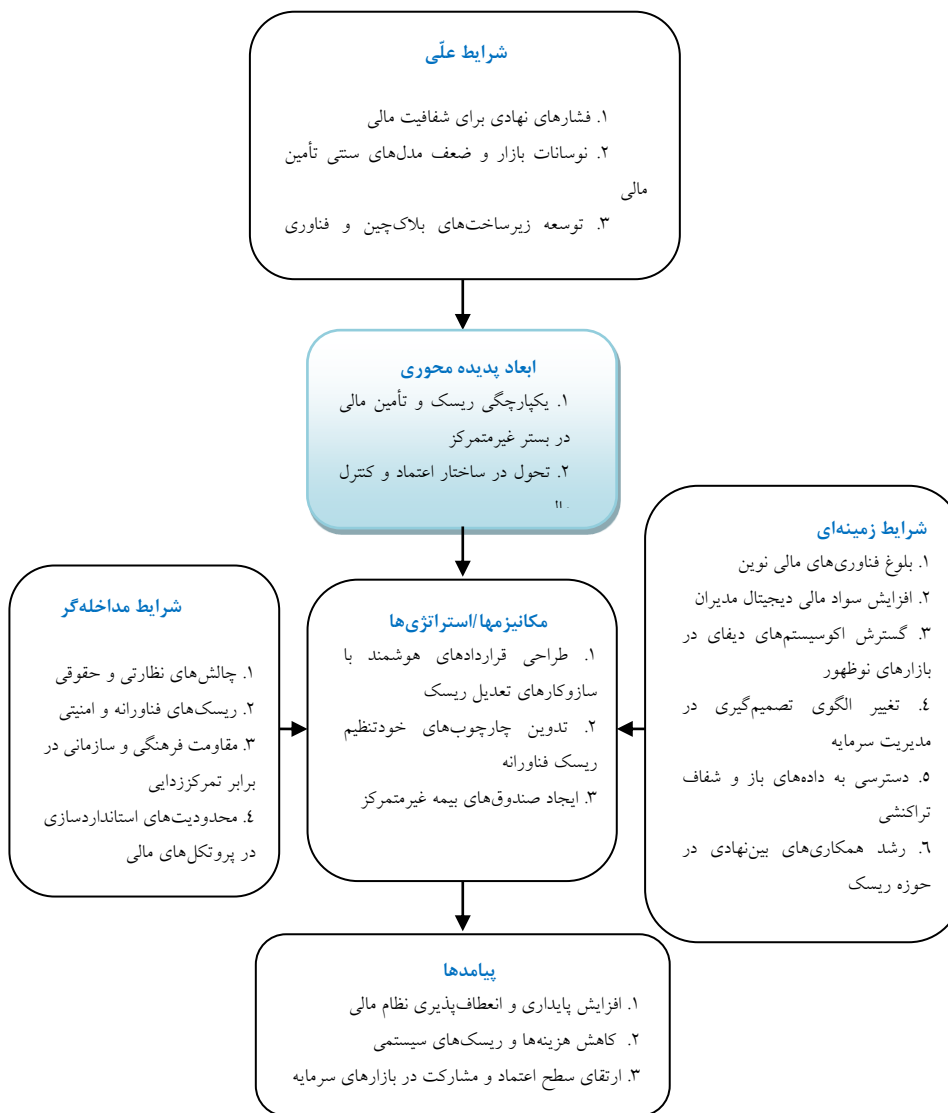 شرایط علّی
۱. فشارهای نهادی برای شفافیت مالی
۲. نوسانات بازار و ضعف مدل‌های سنتی تأمین
مالی
۳. توسعه زیرساخت‌های بلاک‌چین و فناوری
ابعاد پدیده محوری
۱. یکپارچگی ریسک و تأمین مالی
در بستر غیرمتمرکز
۲. تحول در ساختار اعتماد و کنترل
شرایط زمینه‌ای
۱. بلوغ فناوری‌های مالی نوین
۲. افزایش سواد مالی دیجیتال مدیران
۳. گسترش اکوسیستم‌های دیفای در
بازارهای نوظهور
٤. تغییر الگوی تصمیم‌گیری در
مدیریت سرمایه
٥. دسترسی به داده‌های باز و شفاف
تراکنشی
٦. رشد همکاری‌های بین‌نهادی در
حوزه ریسک
مکانیزمها/استراتژی‌ها
۱. طراحی قراردادهای هوشمند با
سازوکارهای تعدیل ریسک
۲. تدوین چارچوب‌های خودتنظیم
ریسک فناورانه
۳. ایجاد صندوق‌های بیمه غیرمتمرکز
شرایط مداخله‌گر
۱. چالش‌های نظارتی و حقوقی
۲. ریسک‌های فناورانه و امنیتی
۳. مقاومت فرهنگی و سازمانی در
برابر تمرکززدایی
٤. محدودیت‌های استانداردسازی
در پروتکل‌های مالی
پیامدها
۱. افزایش پایداری و انعطاف‌پذیری نظام مالی
۲. کاهش هزینه‌ها و ریسک‌های سیستمی
۳. ارتقای سطح اعتماد و مشارکت در بازارهای سرمایه